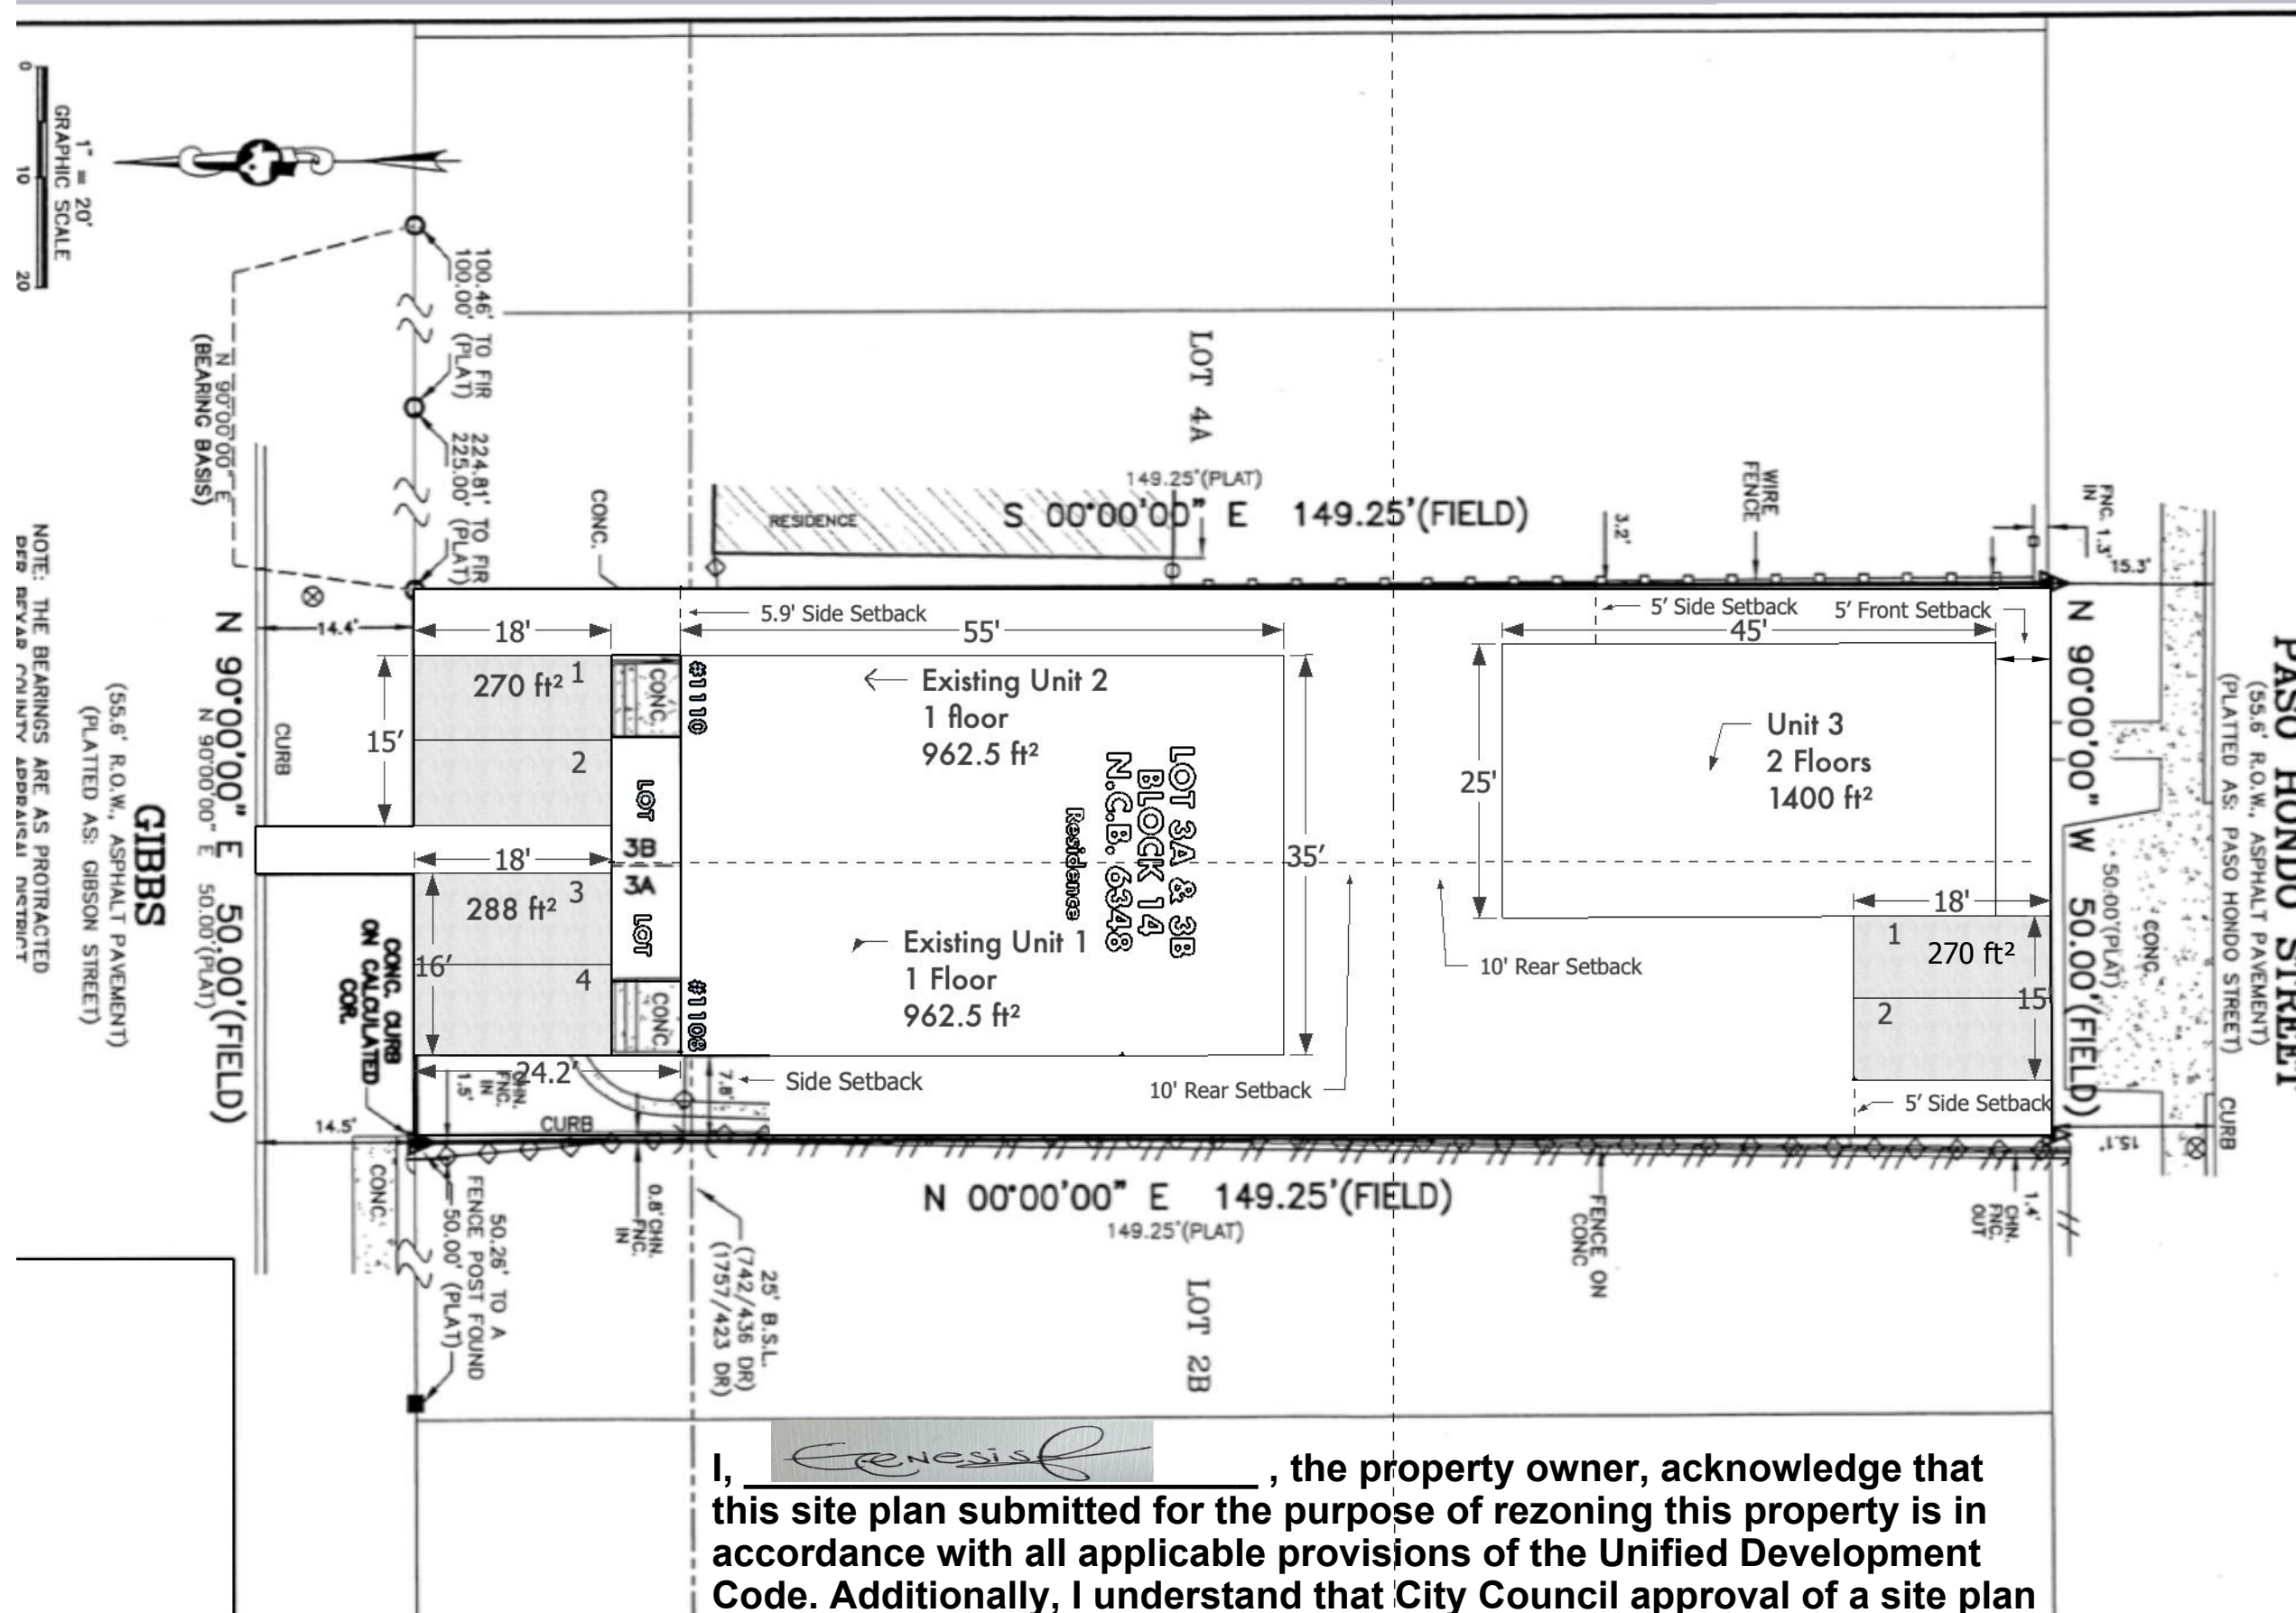 0
10
20
GRAPHIC SCALE
1" = 20'
N 90°00'00" E
(BEARING BASIS)
100.46' TO FIR
100.00' (PLAT)
224.81' TO FIR
225.00' (PLAT)
CONC.
LOT 4A
149.25'(PLAT)
S 00°00'00" E 149.25'(FIELD)
RESIDENCE
3.2'
WIRE
FENCE
FNC. 1.3'
IN
15.3'
NOTE: THE BEARINGS ARE AS PROTRACTED
PER BEXAR COUNTY APPRAISAL DISTRICT
GIBBS
(55.6' R.O.W., ASPHALT PAVEMENT)
(PLATTED AS: GIBSON STREET)
CURB
N 90°00'00" E 50.00'(FIELD)
N 90°00'00" E 50.00'(PLAT)
14.4'
18'
5.9' Side Setback
55'
5' Side Setback
5' Front Setback
45'
270 ft² 1
2
15'
CONC.
#1110
Existing Unit 2
1 floor
962.5 ft²
Unit 3
2 Floors
1400 ft²
25'
LOT 3B
3A LOT
LOT 3A & 3B
BLOCK 14
N.C.B. 6348
Residence
35'
18'
288 ft² 3
4
16'
CONC.
#1108
Existing Unit 1
1 Floor
962.5 ft²
10' Rear Setback
10' Rear Setback
18'
1 270 ft²
2
15'
5' Side Setback
24.2'
Side Setback
7.8'
CONC. CURB
ON CALCULATED
COR.
1.5' CHN.
FNC.
IN
CURB
14.5'
CONC.
N 90°00'00" W 50.00'(FIELD)
50.00'(PLAT)
CONC.
PASO HONDO STREET
(55.6' R.O.W., ASPHALT PAVEMENT)
(PLATTED AS: PASO HONDO STREET)
CURB
15.1'
N 00°00'00" E 149.25'(FIELD)
149.25'(PLAT)
50.26' TO A
FENCE POST FOUND
50.00' (PLAT)
0.8' CHN.
FNC.
IN
25' B.S.L.
(742/436 DR)
(1757/423 DR)
LOT 2B
FENCE ON
CONC
1.4'
CHN.
FNC.
OUT
I, Genesis , the property owner, acknowledge that
this site plan submitted for the purpose of rezoning this property is in
accordance with all applicable provisions of the Unified Development
Code. Additionally, I understand that City Council approval of a site plan